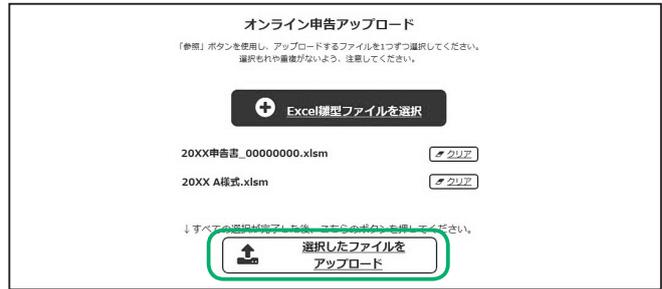 オンライン申告アップロード
「参照」ボタンを使用し、アップロードするファイルを1つずつ選択してください。
選択もれや重複がないよう、注意してください。
Excel雛型ファイルを選択
20XX申告書_00000000.xlsm
クリア
20XX A様式.xlsm
クリア
↓すべての選択が完了した後、こちらのボタンを押してください。
選択したファイルを
アップロード